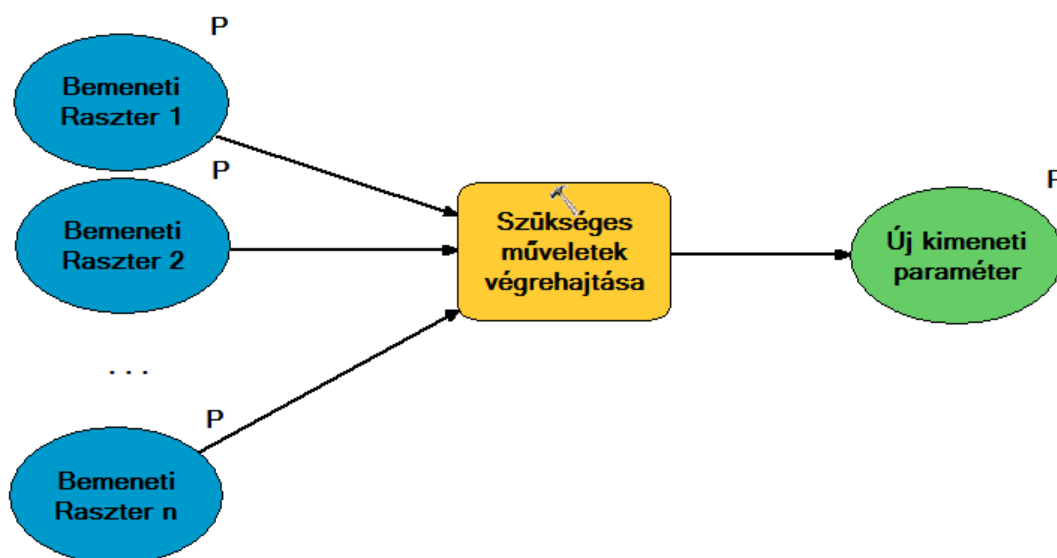 P
Bemeneti
Raszter 1
P
Bemeneti
Raszter 2
. . .
P
Bemeneti
Raszter n
Szükséges
műveletek
végrehajtása
P
Új kimeneti
paraméter